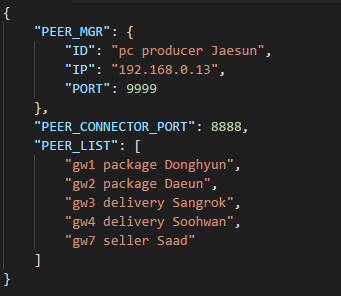 {
"PEER_MGR": {
"ID": "pc producer Jaesun",
"IP": "192.168.0.13",
"PORT": 9999
},
"PEER_CONNECTOR_PORT": 8888,
"PEER_LIST": [
"gw1 package Donghyun",
"gw2 package Daeun",
"gw3 delivery Sangrok",
"gw4 delivery Soohwan",
"gw7 seller Saad"
]
}